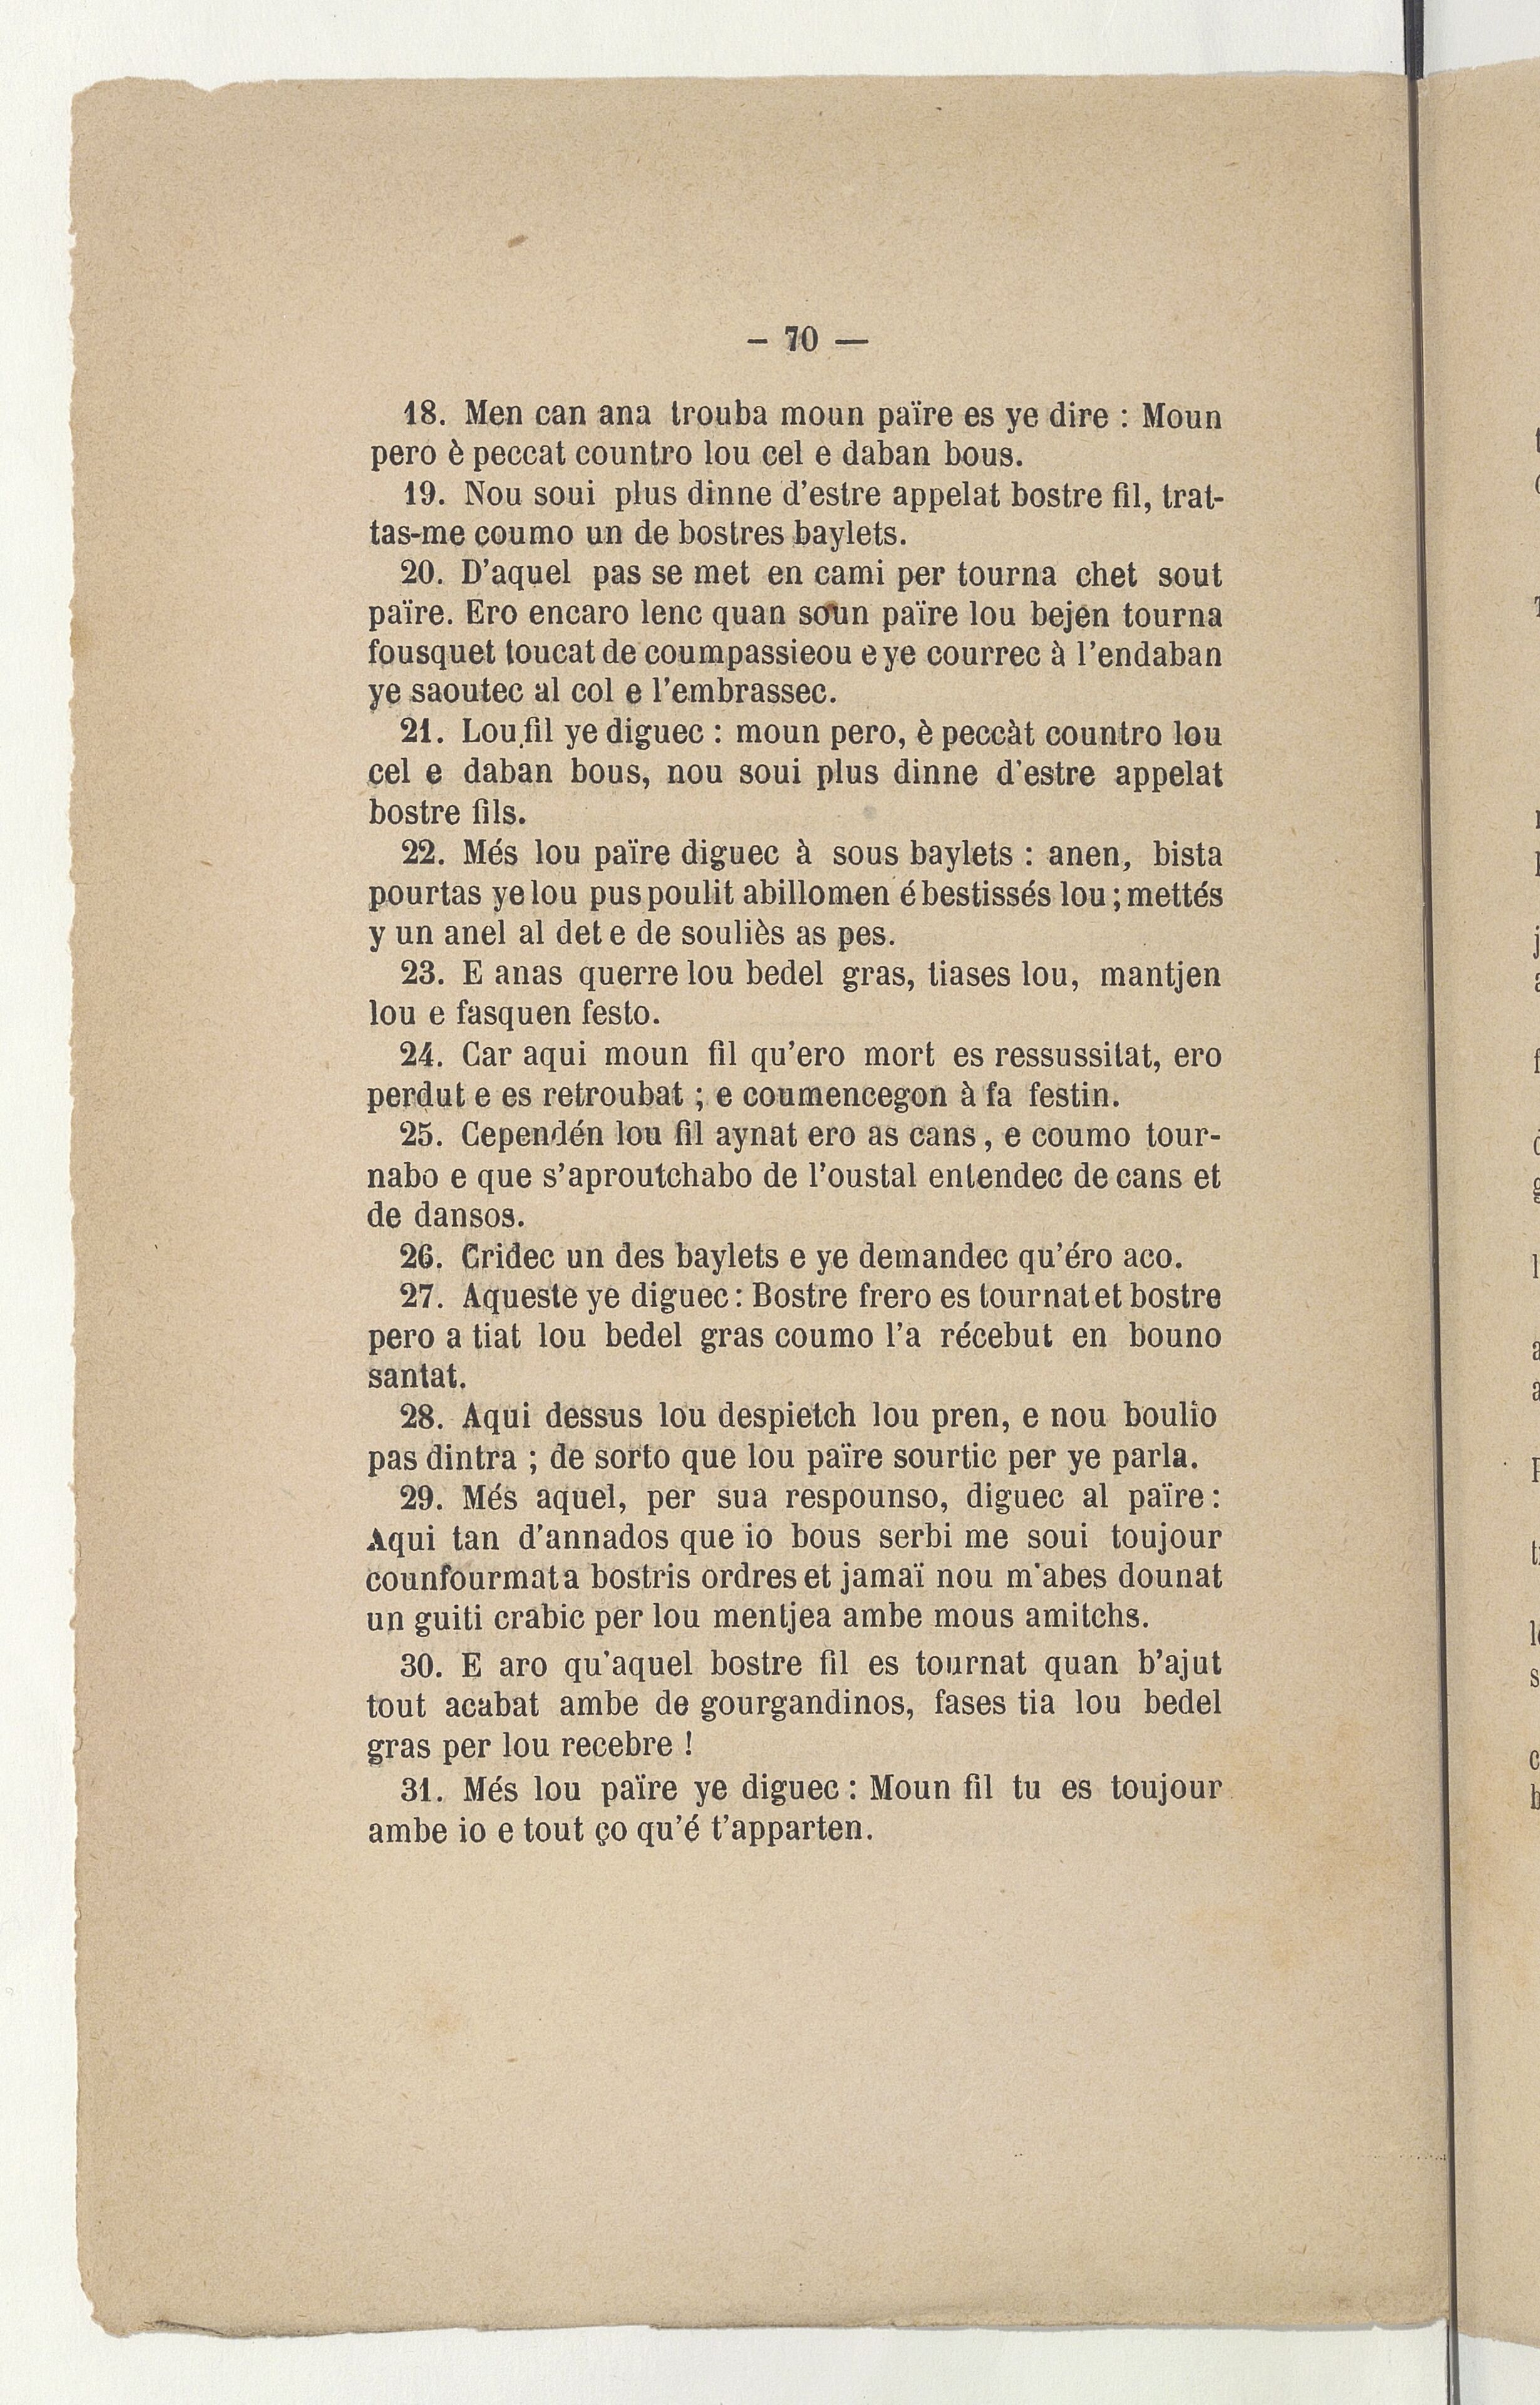 – 70 —
18. Men can ana trouba moun païre es ye dire : Moun
pero è peccat countro lou cel e daban bous.
19. Nou soui plus dinne d'estre appelat bostre fil, trat-
tas-me coumo un de bostres baylets.
20. D'aquel pas se met en cami per tourna chet sout
païre. Ero encaro lenc quan soun païre lou bejen tourna
fousquet toucat de coumpassieou e ye courrec à l'endaban
ye saoutec al col e l'embrassec.
21. Lou fil ye diguec : moun pero, è peccàt countro lou
cel e daban bous, nou soui plus dinne d'estre appelat
bostre fils.
22. Més lou païre diguec à sous baylets : anen, bista
pourtas ye lou pus poulit abillomen é bestissés lou ; mettés
y un anel al det e de souliès as pes.
23. E anas querre lou bedel gras, tiases lou, mantjen
lou e fasquen festo.
24. Car aqui moun fil qu'ero mort es ressussitat, ero
perdut e es retroubat ; e coumencegon à fa festin.
25. Cependén lou fil aynat ero as cans, e coumo tour-
nabo e que s'aproutchabo de l'oustal entendec de cans et
de dansos.
26. Cridec un des baylets e ye demandec qu'éro aco.
27. Aqueste ye diguec : Bostre frero es tournat et bostre
pero a tiat lou bedel gras coumo l'a récebut en bouno
santat.
28. Aqui dessus lou despietch lou pren, e nou boulio
pas dintra ; de sorto que lou païre sourtic per ye parla.
29. Més aquel, per sua respounso, diguec al païre :
Aqui tan d'annados que io bous serbi me soui toujour
counfourmat a bostris ordres et jamaï nou m'abes dounat
un guiti crabic per lou mentjea ambe mous amitchs.
30. E aro qu'aquel bostre fil es tournat quan b'ajut
tout acabat ambe de gourgandinos, fases tia lou bedel
gras per lou recebre !
31. Més lou païre ye diguec : Moun fil tu es toujour
ambe io e tout ço qu'é t'apparten.